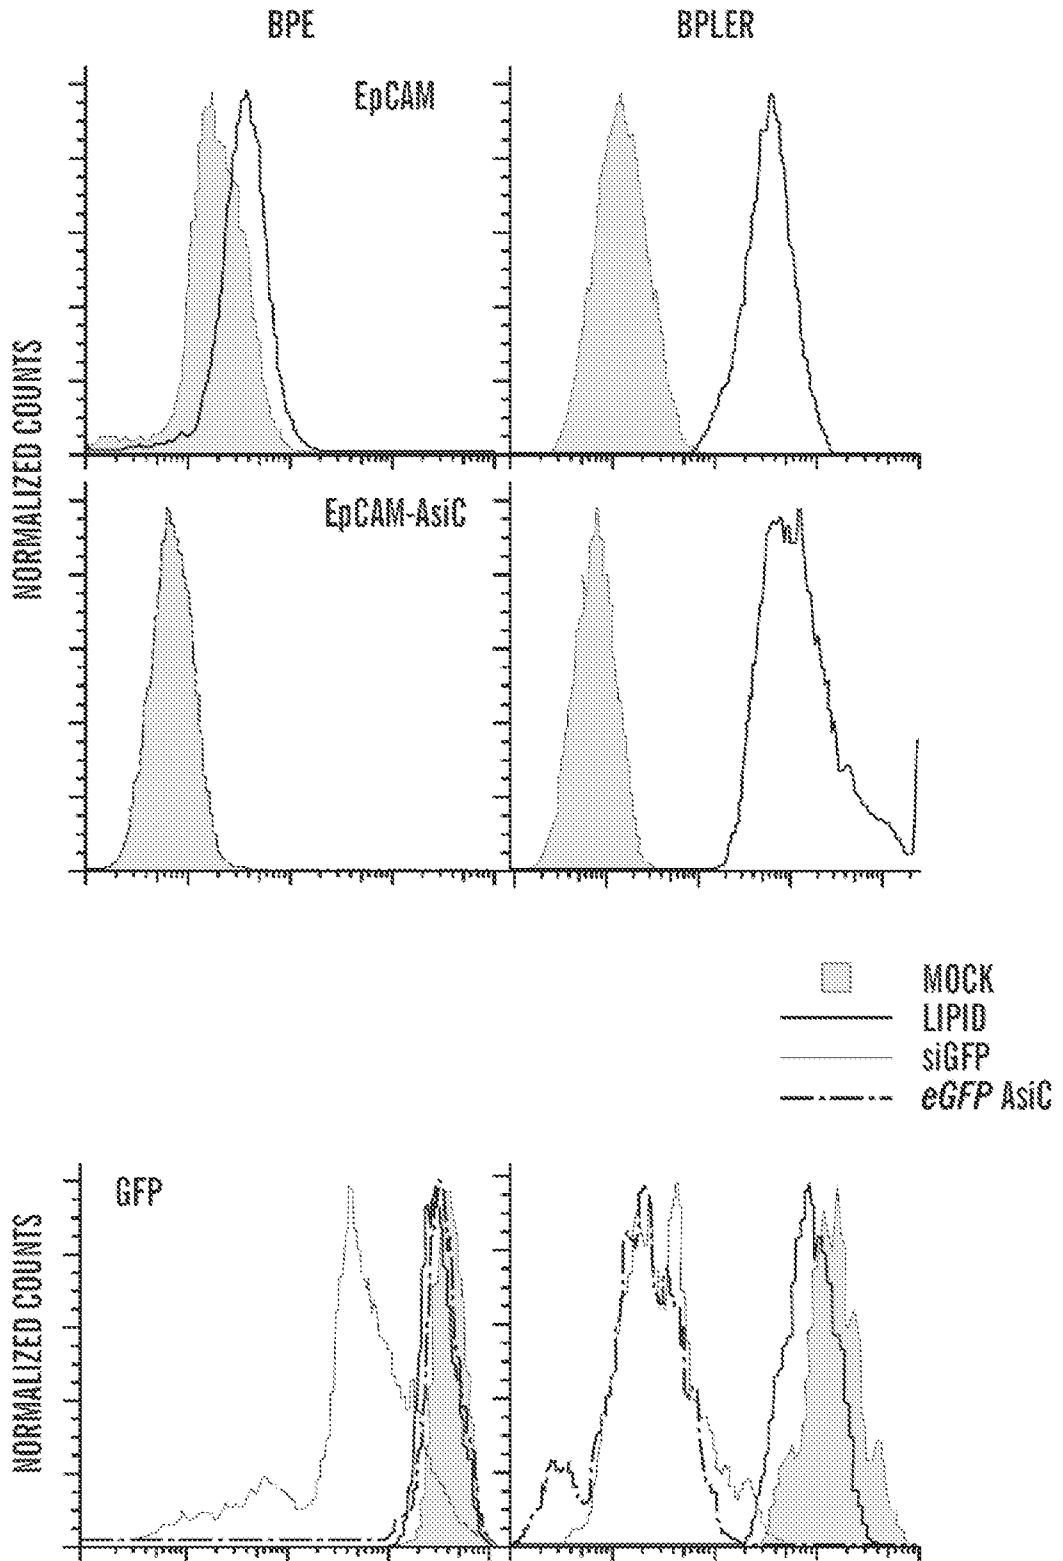 BPE
BPLER
EpCAM
NORMALIZED COUNTS
EpCAM-AsiC
MOCK
LIPID
siGFP
eGFP AsiC
GFP
NORMALIZED COUNTS